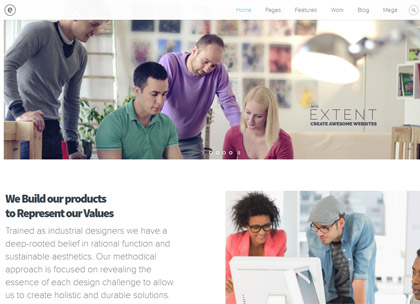 e
Home Pages Features Work Blog Megs
WITH
EXTENT
CREATE AWESOME WEBSITES
We Build our products
to Represent our Values
Trained as industrial designers we have a
deep-rooted belief in rational function and
sustainable aesthetics. Our methodical
approach is focused on revealing the
essence of each design challenge to allow
us to create holistic and durable solutions.